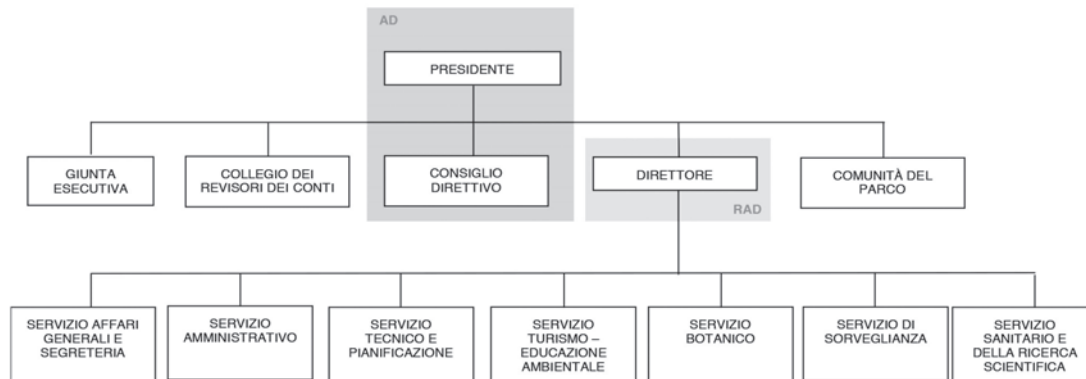 AD
PRESIDENTE
GIUNTA
ESECUTIVA
COLLEGIO DEI
REVISORI DEI CONTI
CONSIGLIO
DIRETTIVO
DIRETTORE
RAD
COMUNITÀ DEL
PARCO
SERVIZIO AFFARI
GENERALI E
SEGRETERIA
SERVIZIO
AMMINISTRATIVO
SERVIZIO
TECNICO E
PIANIFICAZIONE
SERVIZIO
TURISMO –
EDUCAZIONE
AMBIENTALE
SERVIZIO
BOTANICO
SERVIZIO DI
SORVEGLIANZA
SERVIZIO
SANITARIO E
DELLA RICERCA
SCIENTIFICA